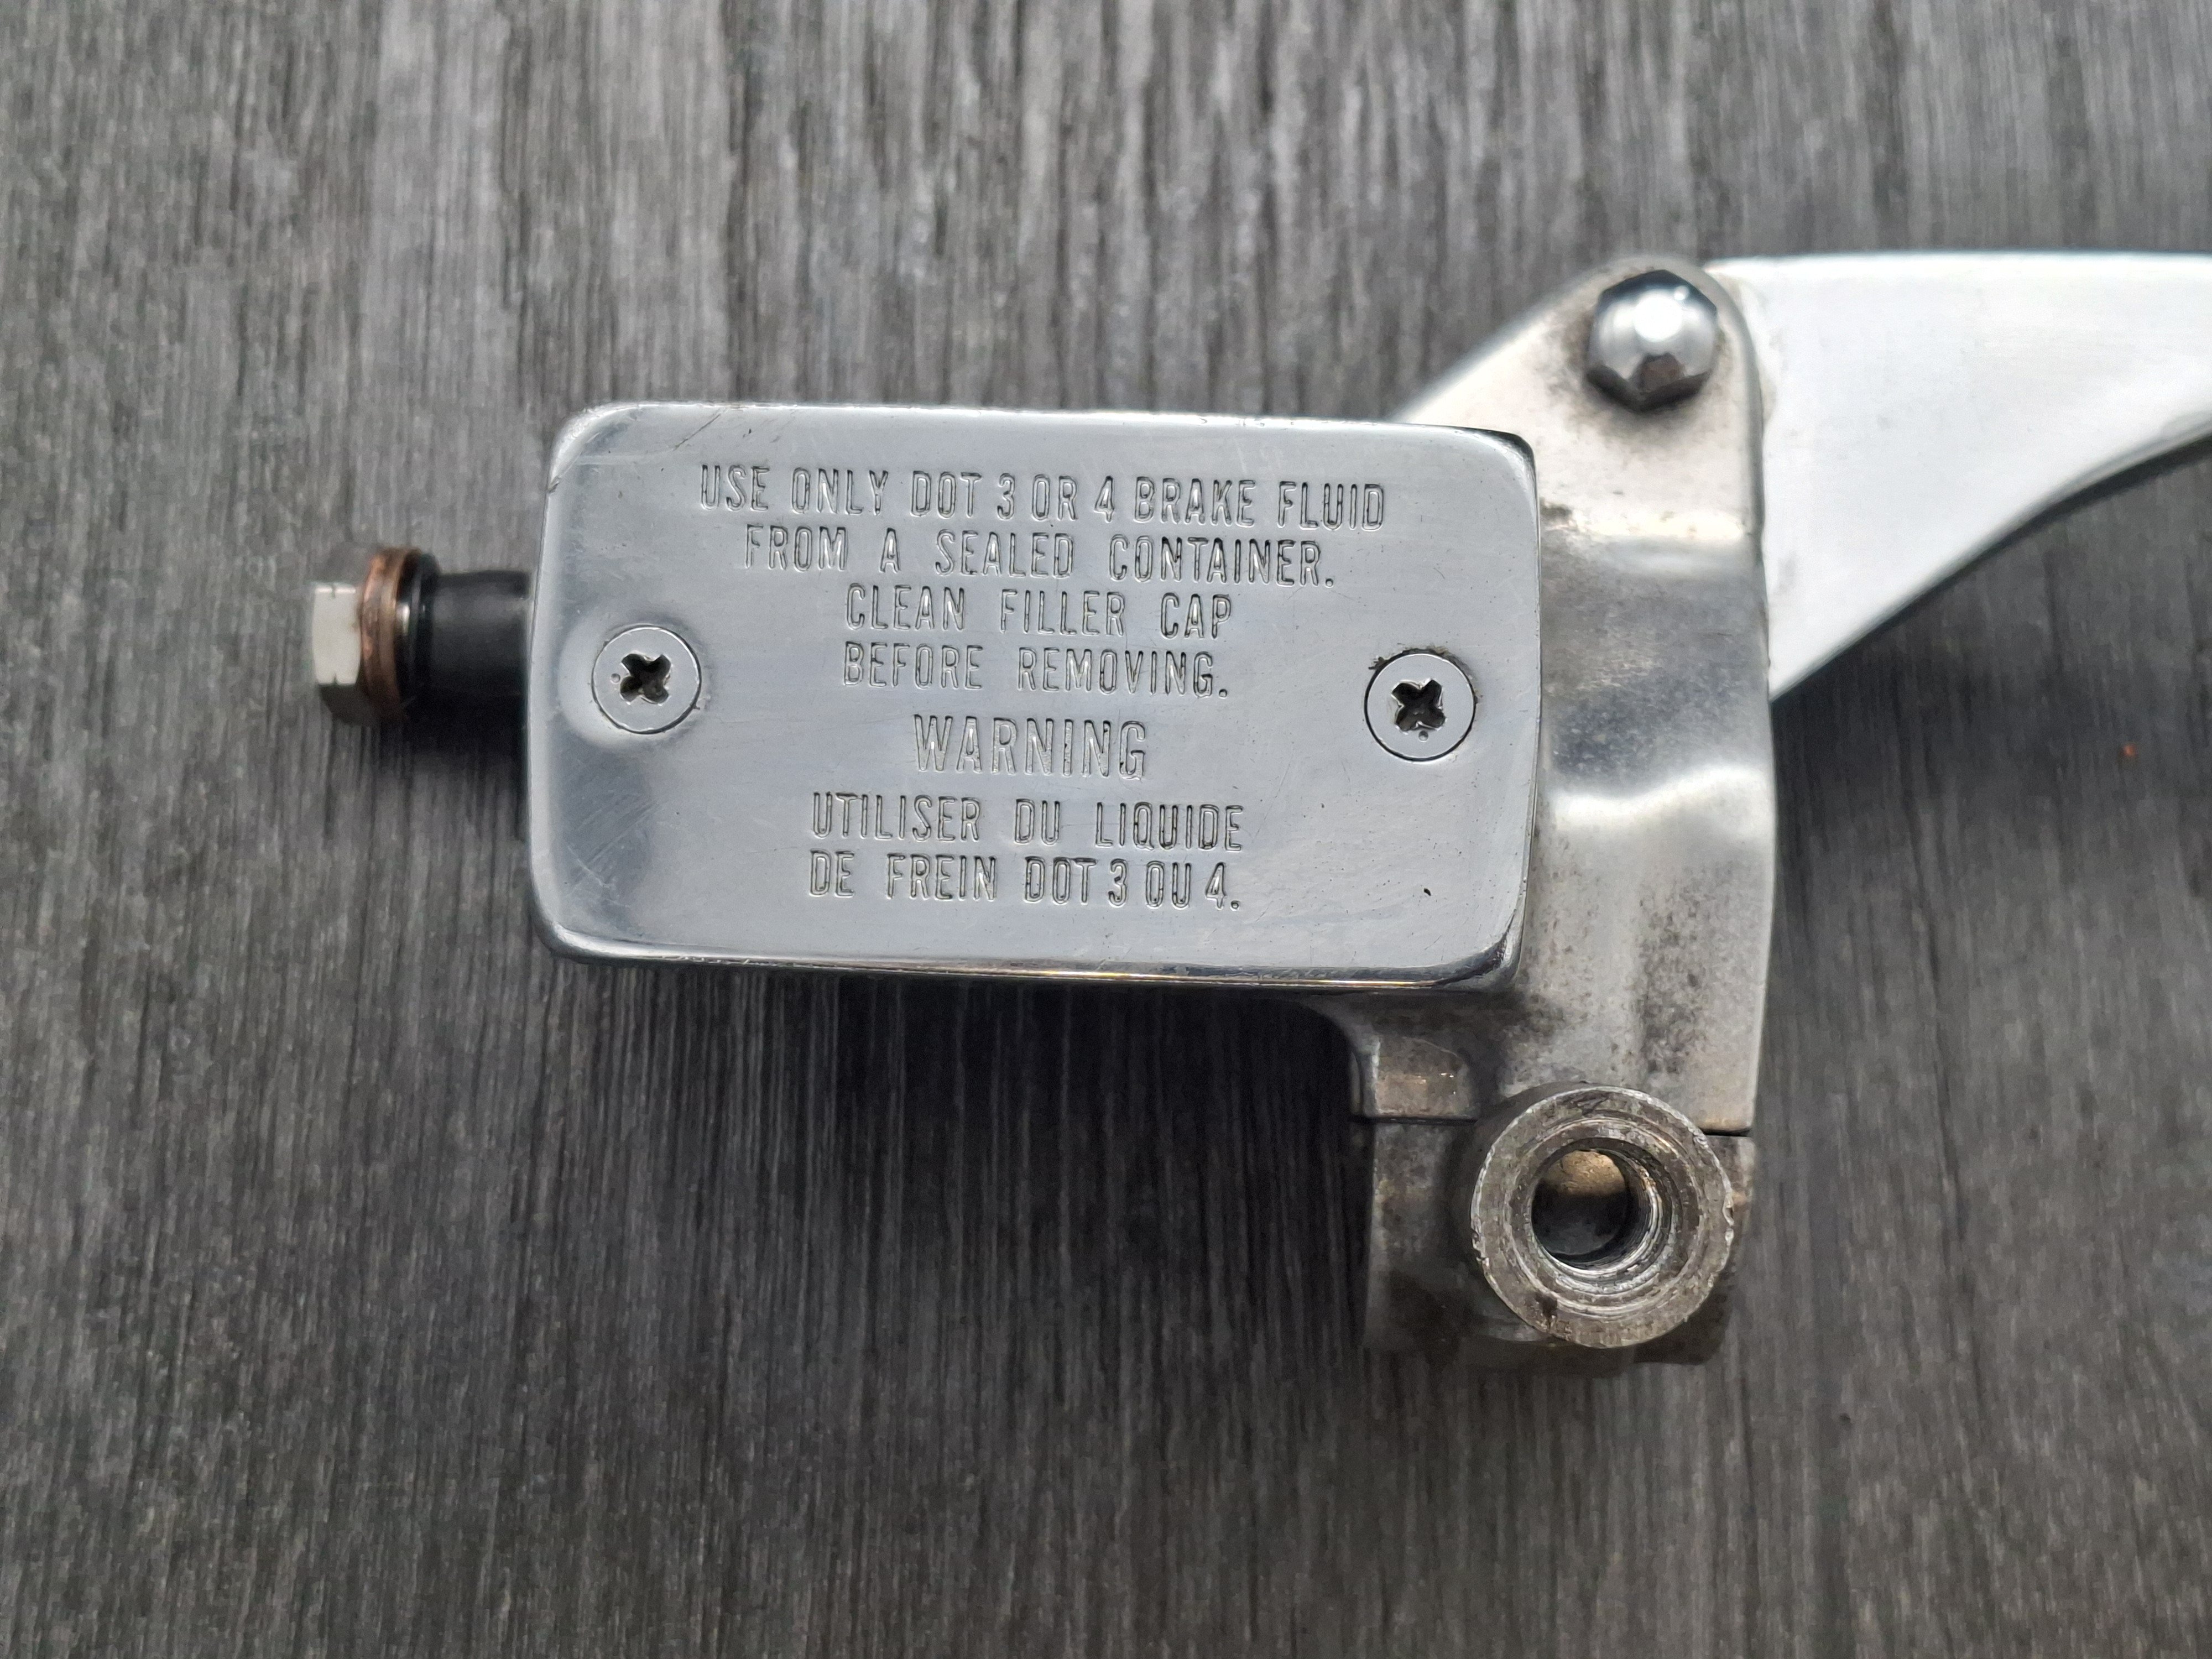 USE ONLY DOT 3 OR 4 BRAKE FLUID
FROM A SEALED CONTAINER.
CLEAN FILLER CAP
BEFORE REMOVING.
WARNING
UTILISER DU LIQUIDE
DE FREIN DOT 3 OU 4.